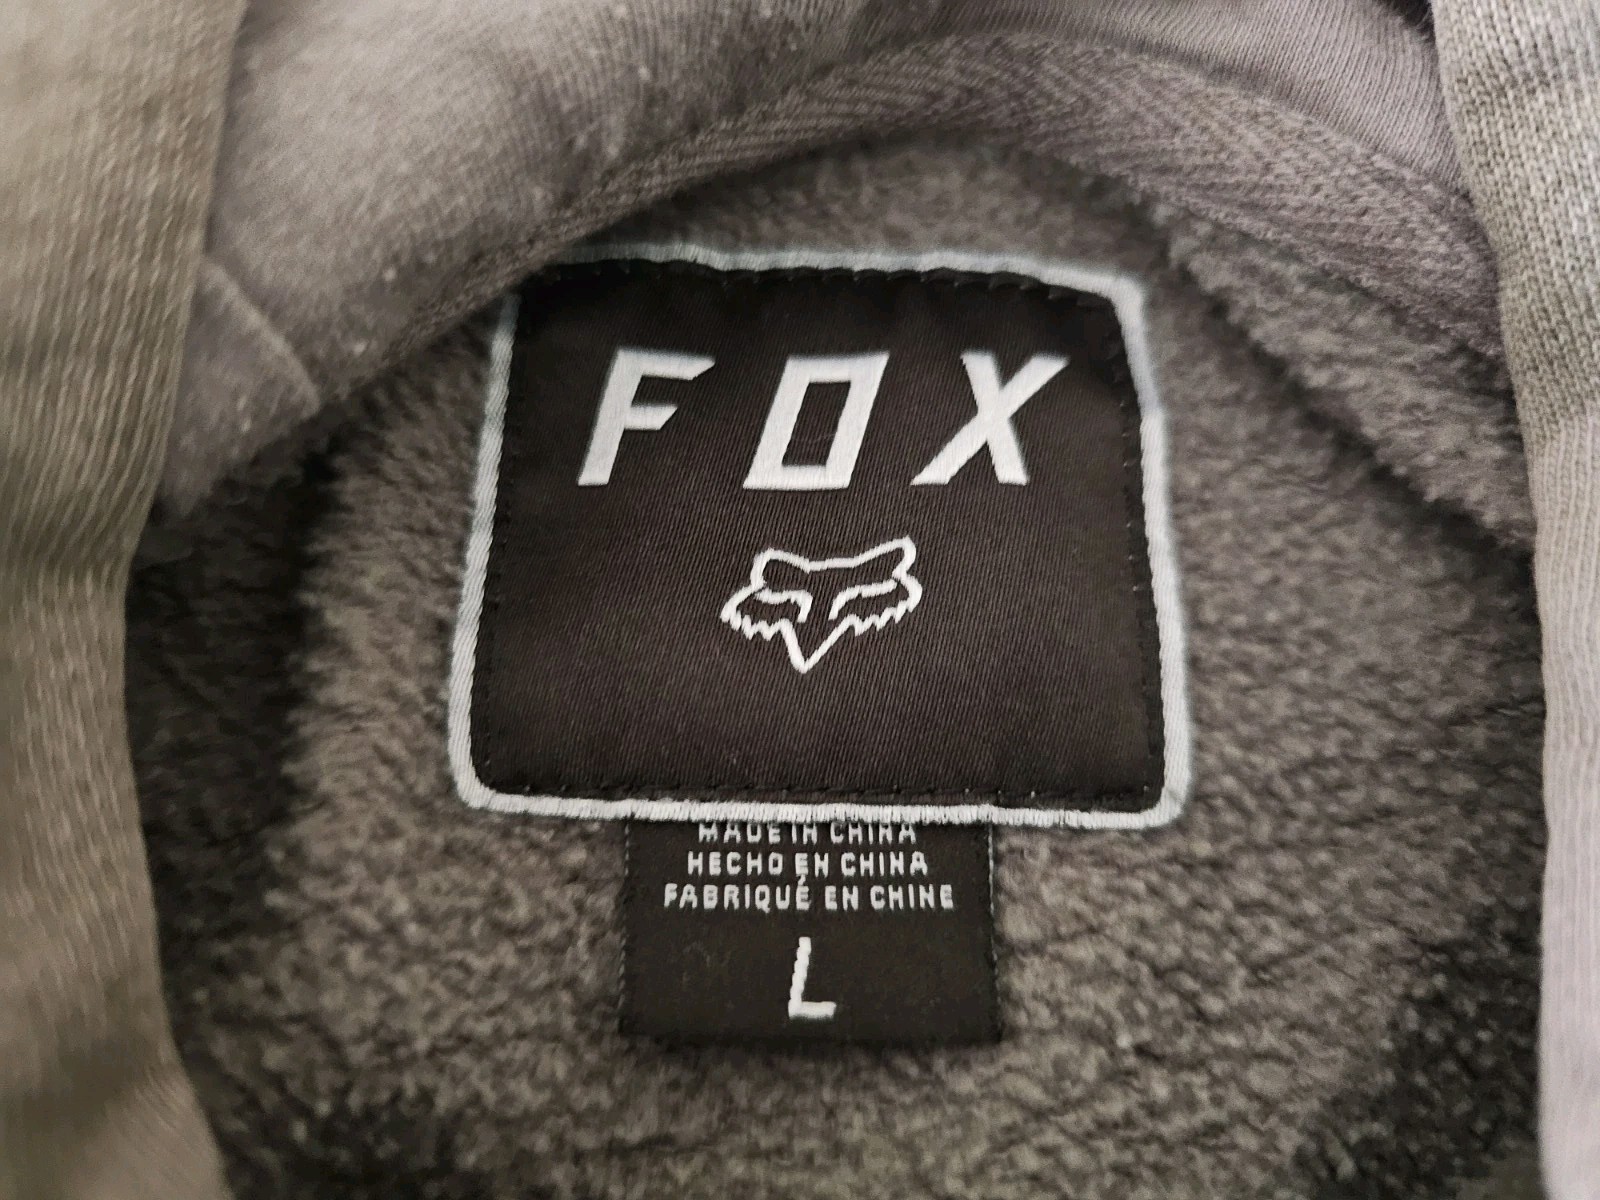 FOX
MADE IN CHINA
HECHO EN CHINA
FABRIQUÉ EN CHINE
L